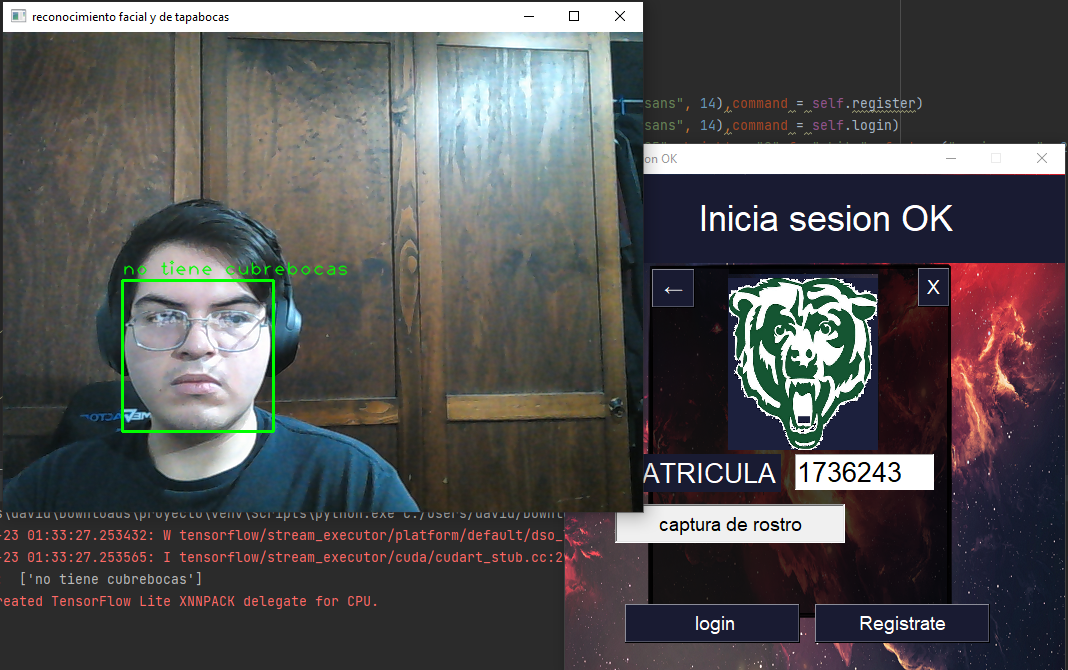 reconocimiento facial y de tapabocas
no tiene cubrebocas
sans", 14),command = self.register)
sans", 14),command = self.login)
on OK
Inicia sesion OK
←
X
ATRICULA
1736243
captura de rostro
login
Registrate
-23 01:33:27.253432: W tensorflow/stream_executor/platform/default/dso_
-23 01:33:27.253565: I tensorflow/stream_executor/cuda/cudart_stub.cc:2
['no tiene cubrebocas']
reated TensorFlow Lite XNNPACK delegate for CPU.